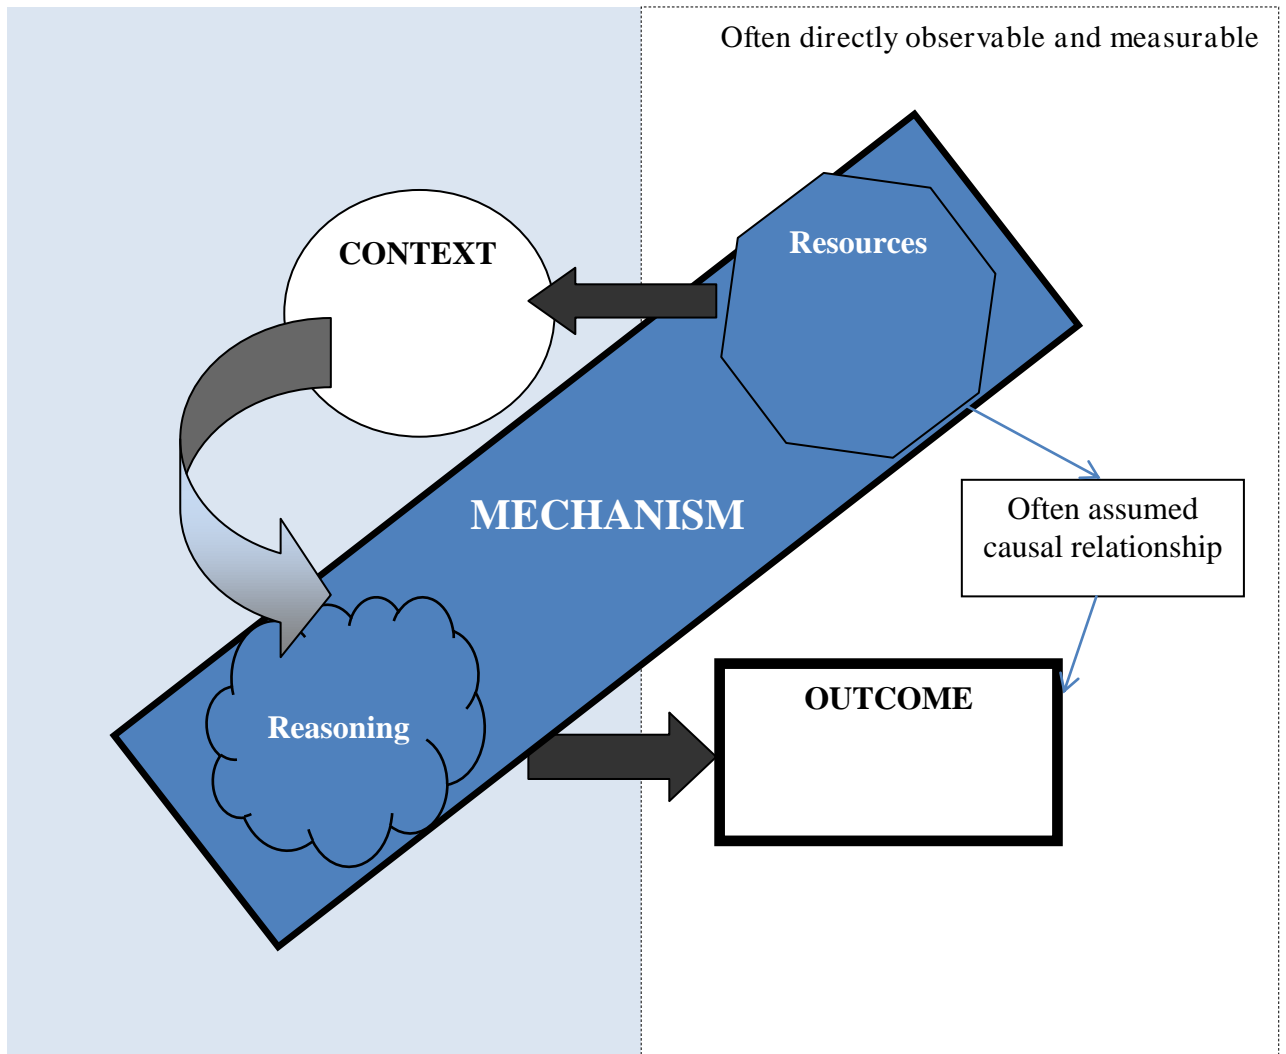 Often directly observable and measurable
CONTEXT
Resources
MECHANISM
Often assumed
causal relationship
Reasoning
OUTCOME